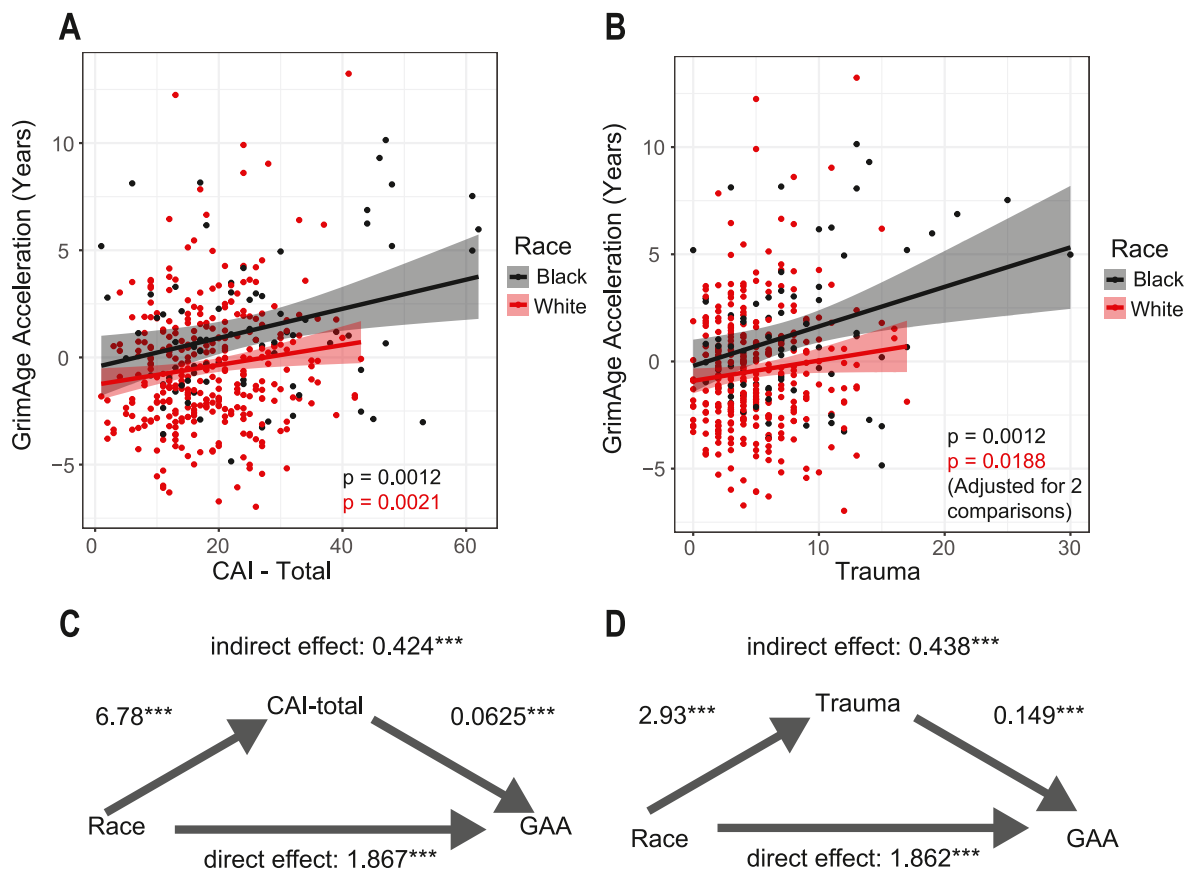 A
GrimAge Acceleration (Years)
10
5
0
−5
0
20
40
60
CAI - Total
p = 0.0012
p = 0.0021
Race
Black
White
B
GrimAge Acceleration (Years)
10
5
0
−5
0
10
20
30
Trauma
p = 0.0012
p = 0.0188
(Adjusted for 2
comparisons)
Race
Black
White
C
indirect effect: 0.424***
6.78***
CAI-total
0.0625***
Race
GAA
direct effect: 1.867***
D
indirect effect: 0.438***
2.93***
Trauma
0.149***
Race
GAA
direct effect: 1.862***